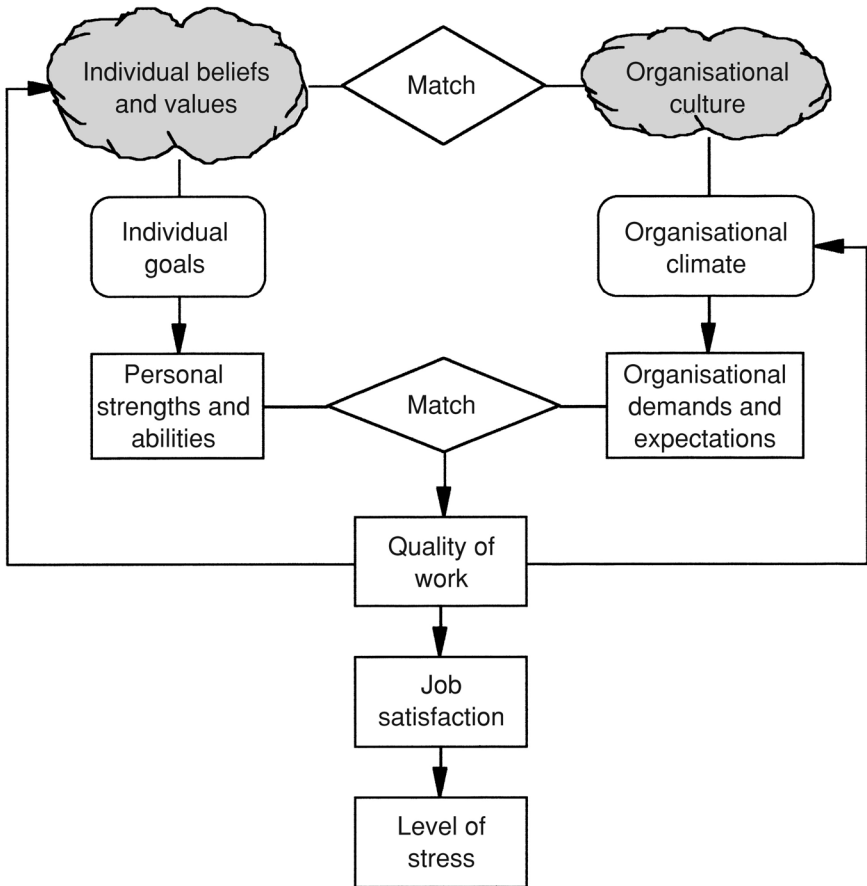 Individual beliefs
and values
Match
Organisational
culture
Individual
goals
Organisational
climate
Personal
strengths and
abilities
Match
Organisational
demands and
expectations
Quality of
work
Job
satisfaction
Level of
stress